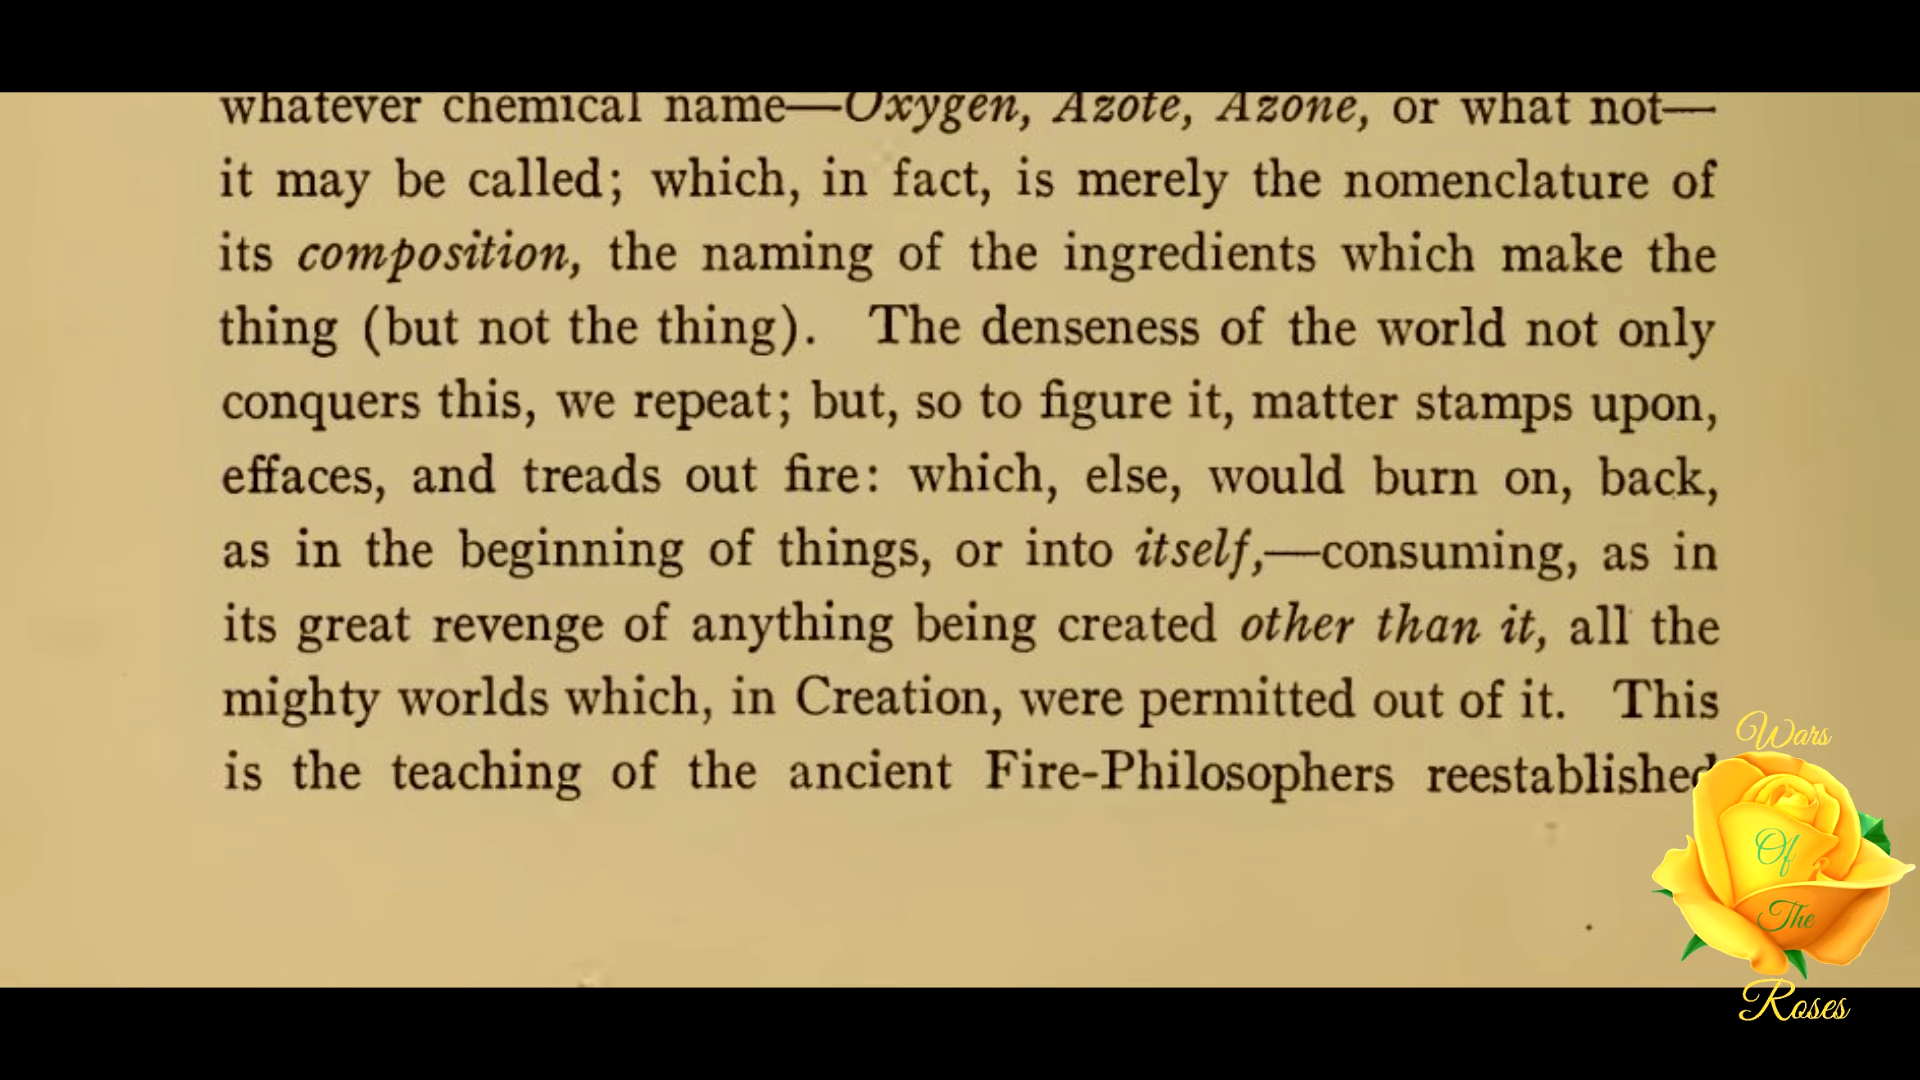 whatever chemical name—Oxygen, Azote, Azone, or what not—
it may be called; which, in fact, is merely the nomenclature of
its composition, the naming of the ingredients which make the
thing (but not the thing). The denseness of the world not only
conquers this, we repeat; but, so to figure it, matter stamps upon,
effaces, and treads out fire: which, else, would burn on, back,
as in the beginning of things, or into itself,—consuming, as in
its great revenge of anything being created other than it, all the
mighty worlds which, in Creation, were permitted out of it. This
is the teaching of the ancient Fire-Philosophers reestablished
Wars
Of
The
Roses